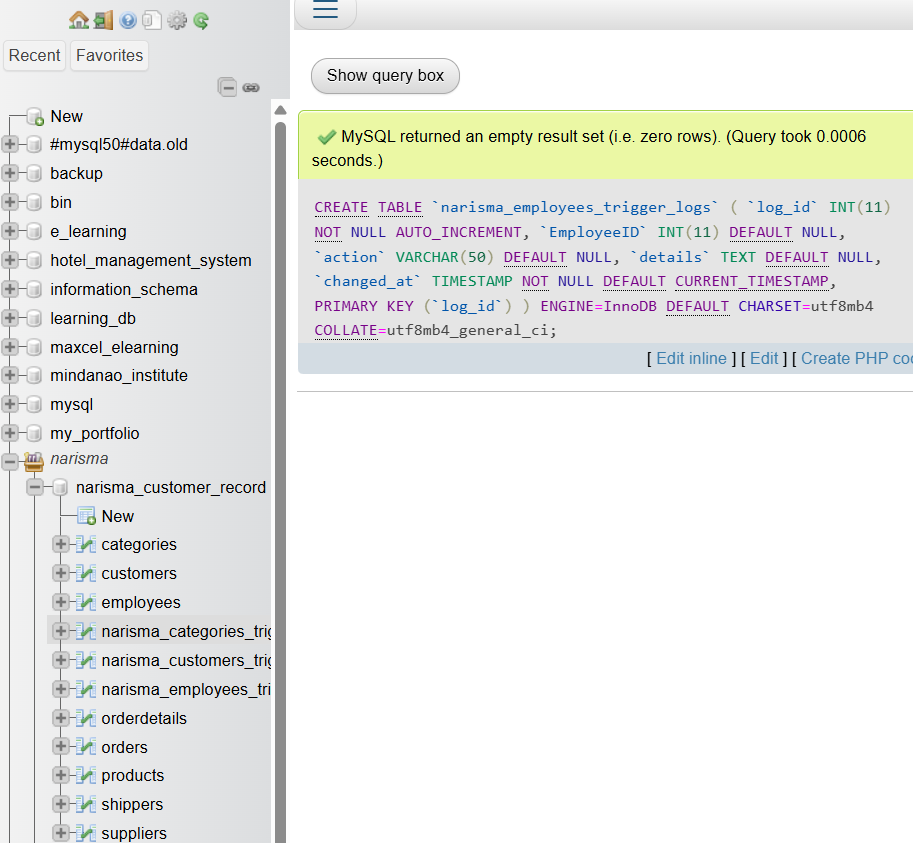 Recent Favorites
New
#mysql50#data.old
backup
bin
e_learning
hotel_management_system
information_schema
learning_db
maxcel_elearning
mindanao_institute
mysql
my_portfolio
narisma
narisma_customer_record
New
categories
customers
employees
narisma_categories_trig
narisma_customers_trig
narisma_employees_tri
orderdetails
orders
products
shippers
suppliers
Show query box
MySQL returned an empty result set (i.e. zero rows). (Query took 0.0006
seconds.)
CREATE TABLE `narisma_employees_trigger_logs` ( `log_id` INT(11)
NOT NULL AUTO_INCREMENT, `EmployeeID` INT(11) DEFAULT NULL,
`action` VARCHAR(50) DEFAULT NULL, `details` TEXT DEFAULT NULL,
`changed_at` TIMESTAMP NOT NULL DEFAULT CURRENT_TIMESTAMP,
PRIMARY KEY (`log_id`) ) ENGINE=InnoDB DEFAULT CHARSET=utf8mb4
COLLATE=utf8mb4_general_ci;
[ Edit inline ] [ Edit ] [ Create PHP co